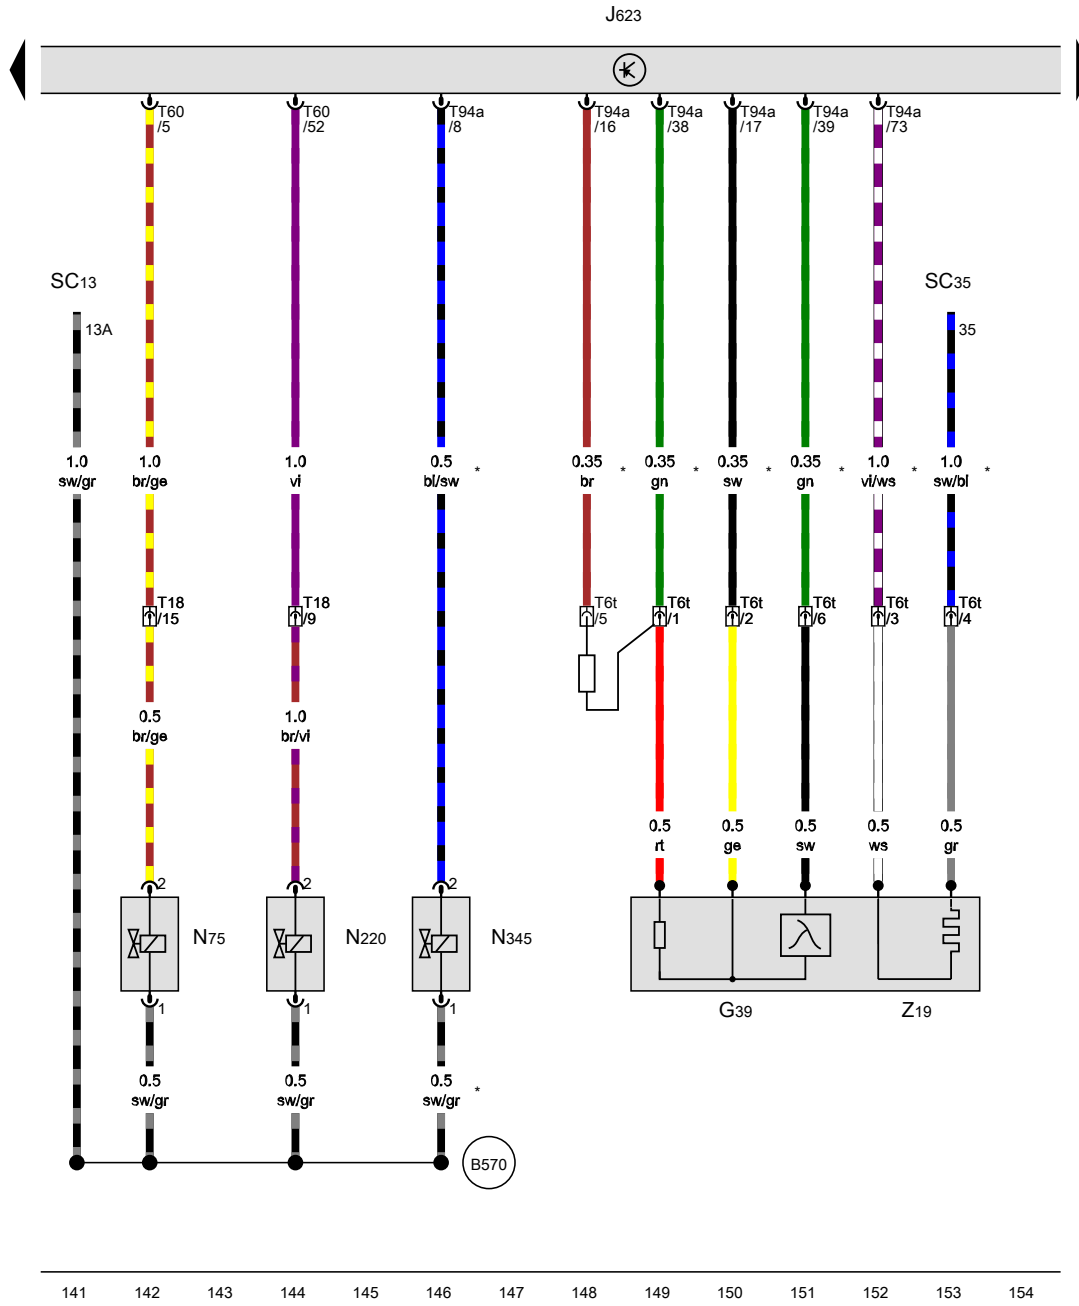 J623
T60 T60 T94a T94a T94a T94a T94a T94a
/5 /52 /8 /16 /38 /17 /39 /73
SC13 SC35
13A 35
1.0 1.0 1.0 0.5 0.35 0.35 0.35 0.35 1.0 1.0
sw/gr br/ge vi bl/sw * br * gn * sw * gn * vi/ws * sw/bl *
T18 T18 T6t T6t T6t T6t T6t T6t
/15 /9 /5 /1 /2 /6 /3 /4
0.5 1.0
br/ge br/vi
0.5 0.5 0.5 0.5 0.5
rt ge sw ws gr
2 2 2
N75 N220 N345
1 1 1
G39 Z19
0.5 0.5 0.5
sw/gr sw/gr sw/gr *
B570
141 142 143 144 145 146 147 148 149 150 151 152 153 154